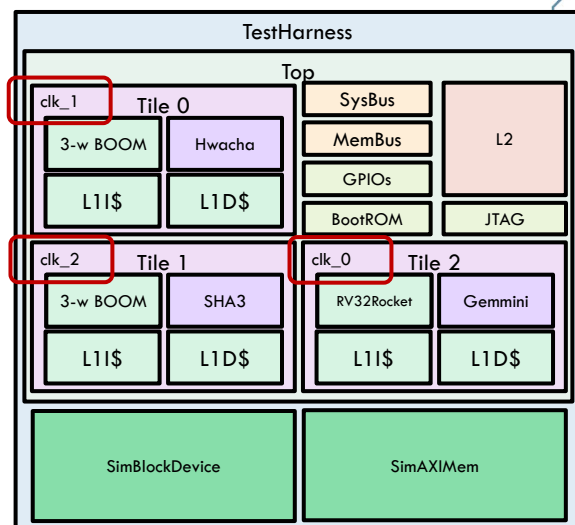 TestHarness
Top
clk_1
Tile 0
3-w BOOM
Hwacha
L1I$
L1D$
SysBus
MemBus
GPIOs
BootROM
L2
JTAG
clk_2
Tile 1
3-w BOOM
SHA3
L1I$
L1D$
clk_0
Tile 2
RV32Rocket
Gemmini
L1I$
L1D$
SimBlockDevice
SimAXIMem